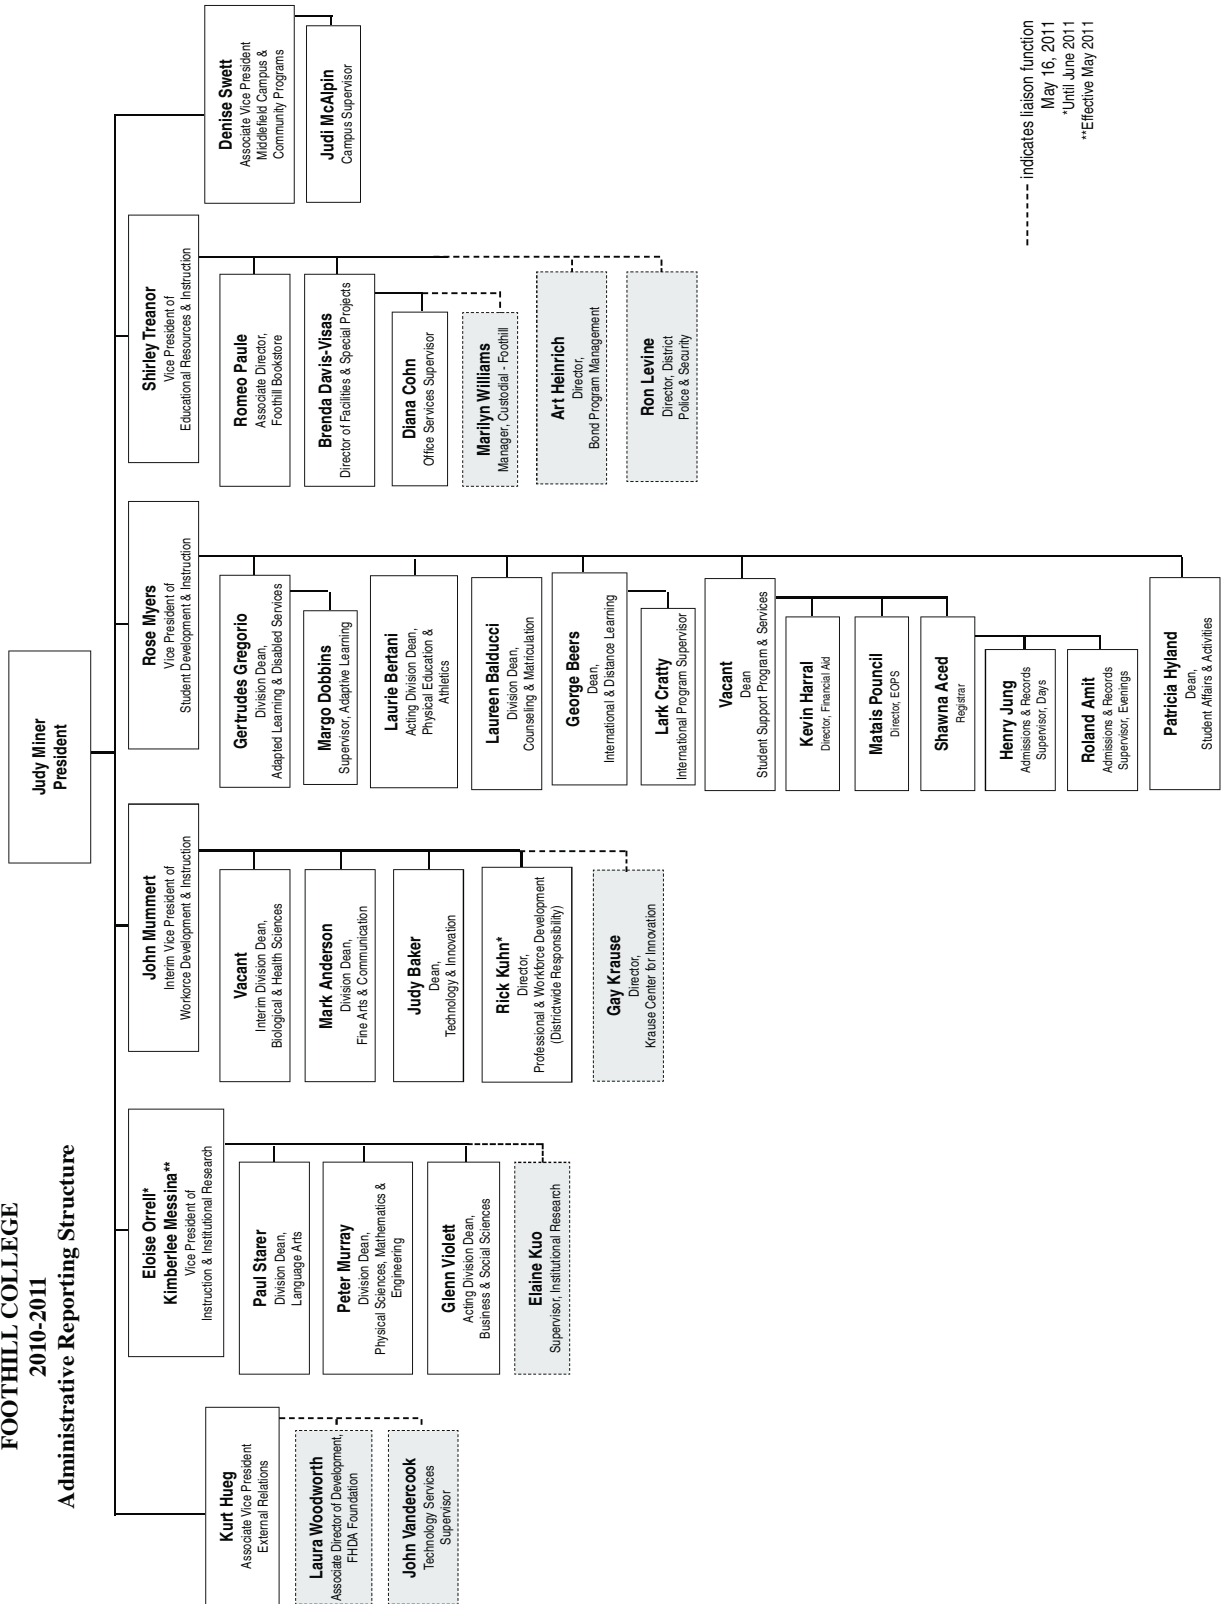 FOOTHILL COLLEGE
2010-2011
Administrative Reporting Structure
Judy Miner
President
Kurt Hueg
Associate Vice President
External Relations
Laura Woodworth
Associate Director of Development,
FHDA Foundation
John Vandercook
Technology Services
Supervisor
Eloise Orrell*
Kimberlee Messina**
Vice President of
Instruction & Institutional Research
Paul Starer
Division Dean,
Language Arts
Peter Murray
Division Dean,
Physical Sciences, Mathematics &
Engineering
Glenn Violett
Acting Division Dean,
Business & Social Sciences
Elaine Kuo
Supervisor, Institutional Research
John Mummert
Interim Vice President of
Workorce Development & Instruction
Vacant
Interim Division Dean,
Biological & Health Sciences
Mark Anderson
Division Dean,
Fine Arts & Communication
Judy Baker
Dean,
Technology & Innovation
Rick Kuhn*
Director,
Professional & Workforce Development
(Districtwide Responsibility)
Gay Krause
Director,
Krause Center for Innovation
Rose Myers
Vice President of
Student Development & Instruction
Gertrudes Gregorio
Division Dean,
Adapted Learning & Disabled Services
Margo Dobbins
Supervisor, Adaptive Learning
Laurie Bertani
Acting Division Dean,
Physical Education &
Athletics
Laureen Balducci
Division Dean,
Counseling & Matriculation
George Beers
Dean,
International & Distance Learning
Lark Cratty
International Program Supervisor
Vacant
Dean
Student Support Program & Services
Kevin Harral
Director, Financial Aid
Matais Pouncil
Director, EOPS
Shawna Aced
Registrar
Henry Jung
Admissions & Records
Supervisor, Days
Roland Amit
Admissions & Records
Supervisor, Evenings
Patricia Hyland
Dean,
Student Affairs & Activities
Shirley Treanor
Vice President of
Educational Resources & Instruction
Romeo Paule
Associate Director,
Foothill Bookstore
Brenda Davis-Visas
Director of Facilities & Special Projects
Diana Cohn
Office Services Supervisor
Marilyn Williams
Manager, Custodial - Foothill
Art Heinrich
Director,
Bond Program Management
Ron Levine
Director, District
Police & Security
Denise Swett
Associate Vice President
Middlefield Campus &
Community Programs
Judi McAlpin
Campus Supervisor
------ indicates liaison function
May 16, 2011
*Until June 2011
**Effective May 2011